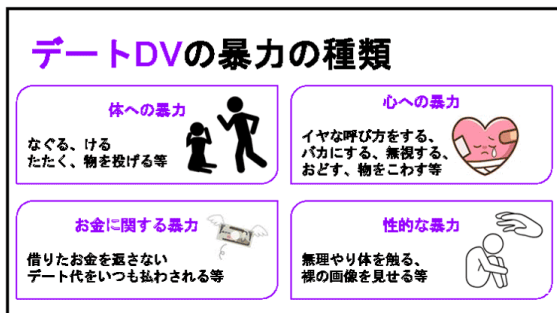 デートDVの暴力の種類
体への暴力
なぐる、ける
たたく、物を投げる等
心への暴力
イヤな呼び方をする、
バカにする、無視する、
おどす、物をこわす等
お金に関する暴力
借りたお金を返さない
デート代をいつも払わされる等
性的な暴力
無理やり体を触る、
裸の画像を見せる等